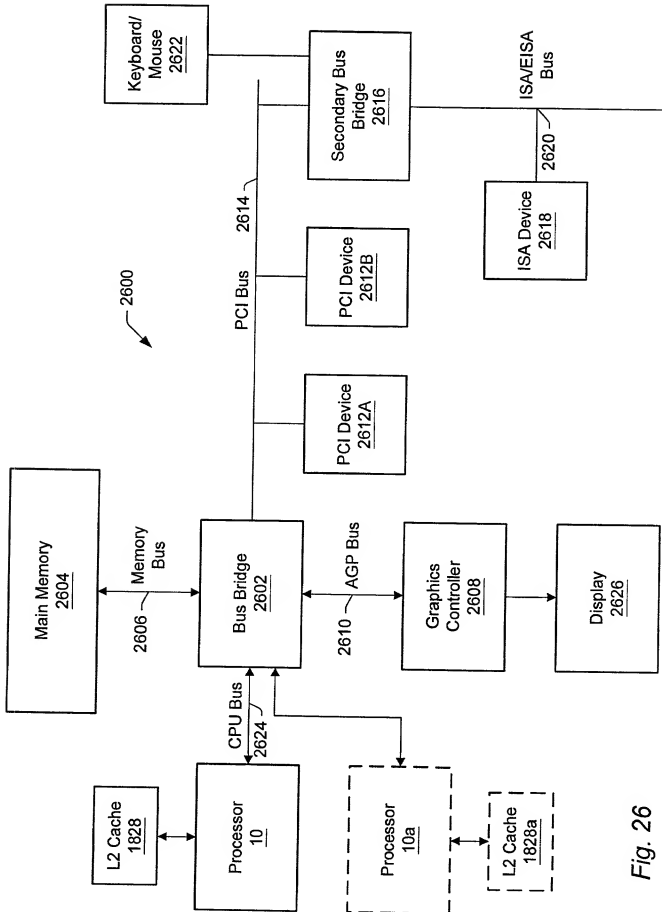 Main Memory
2604
Keyboard/
Mouse
2622
2600
2606
Memory
Bus
L2 Cache
1828
PCI Bus
2614
CPU Bus
2624
Processor
10
Bus Bridge
2602
PCI Device
2612A
PCI Device
2612B
Secondary Bus
Bridge
2616
2610
AGP Bus
Processor
10a
Graphics
Controller
2608
ISA Device
2618
2620
ISA/EISA
Bus
L2 Cache
1828a
Display
2626
Fig. 26